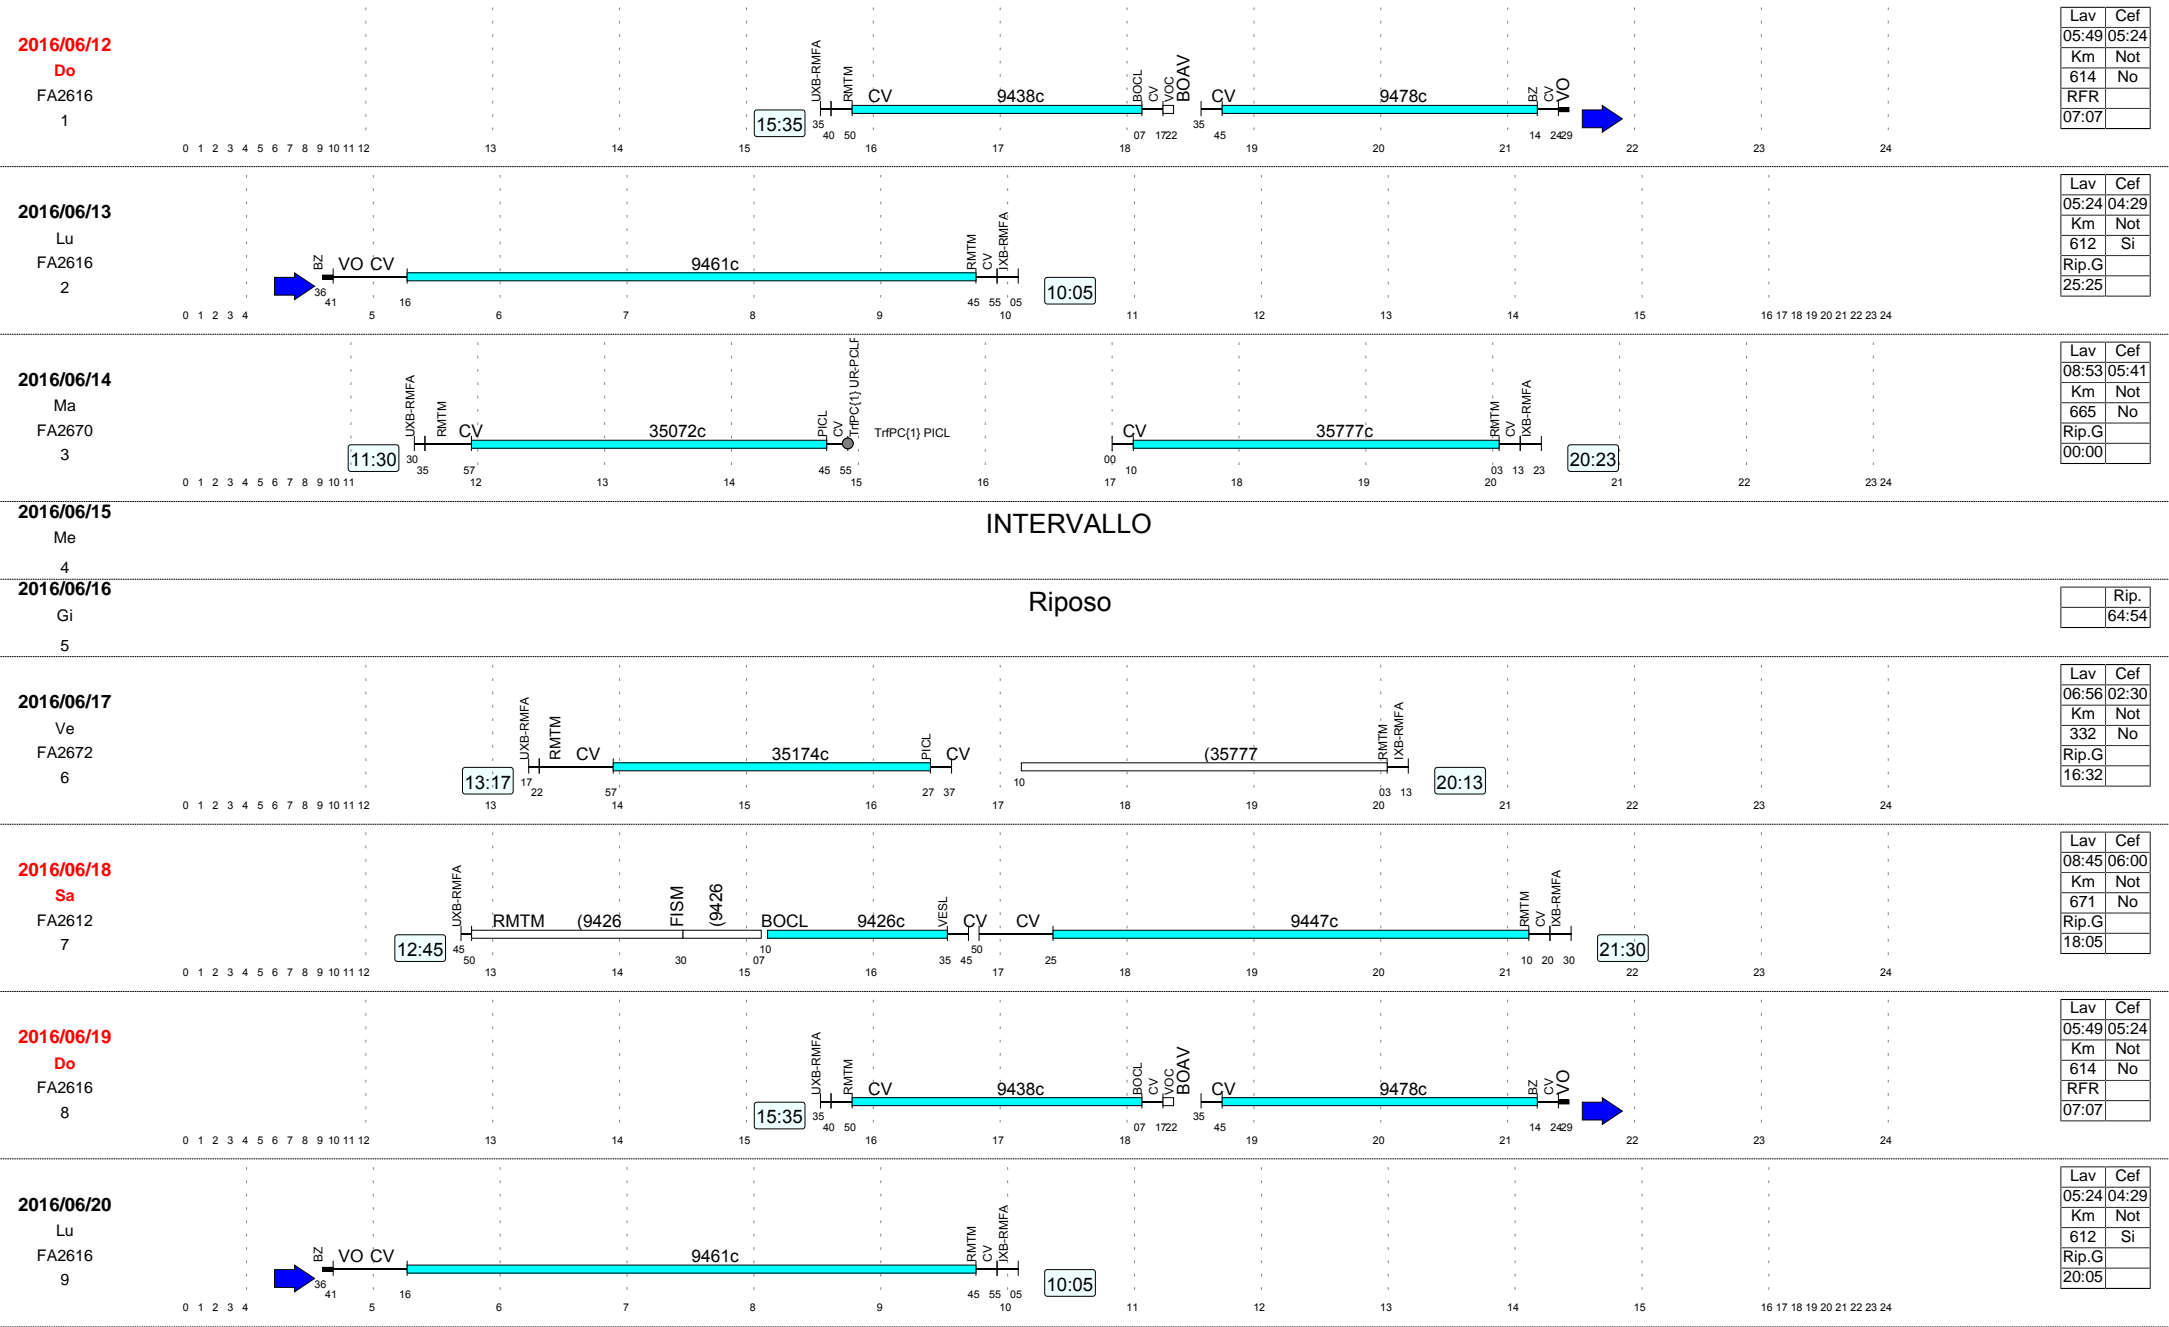 2016/06/12
Do
FA2616
1
15:35
UXB-RMFA RMTM CV 9438c BOCL CV VOC BOAV CV 9478c BZ CV VO
35 40 50 07 17 22 35 45 14 24 29
0 1 2 3 4 5 6 7 8 9 10 11 12 13 14 15 16 17 18 19 20 21 22 23 24
Lav Cef
05:49 05:24
Km Not
614 No
RFR
07:07
2016/06/13
Lu
FA2616
2
BZ VO CV 9461c RMTM CV IXB-RMFA
36 41 16 45 55 05
10:05
0 1 2 3 4 5 6 7 8 9 10 11 12 13 14 15 16 17 18 19 20 21 22 23 24
Lav Cef
05:24 04:29
Km Not
612 Si
Rip.G
25:25
2016/06/14
Ma
FA2670
3
11:30
UXB-RMFA RMTM CV 35072c PICL CV TrfPC{1} UR-PCLF TrfPC{1} PICL CV 35777c RMTM CV IXB-RMFA
30 35 57 45 55 00 10 03 13 23
20:23
0 1 2 3 4 5 6 7 8 9 10 11 12 13 14 15 16 17 18 19 20 21 22 23 24
Lav Cef
08:53 05:41
Km Not
665 No
Rip.G
00:00
2016/06/15
Me
4
INTERVALLO
2016/06/16
Gi
5
Riposo
Rip.
64:54
2016/06/17
Ve
FA2672
6
13:17
UXB-RMFA RMTM CV 35174c PICL CV (35777 RMTM IXB-RMFA
17 22 57 27 37 10 03 13
20:13
0 1 2 3 4 5 6 7 8 9 10 11 12 13 14 15 16 17 18 19 20 21 22 23 24
Lav Cef
06:56 02:30
Km Not
332 No
Rip.G
16:32
2016/06/18
Sa
FA2612
7
12:45
UXB-RMFA RMTM (9426 FISM (9426 BOCL 9426c VESL CV CV 9447c RMTM CV IXB-RMFA
45 50 30 07 10 35 45 50 25 10 20 30
21:30
0 1 2 3 4 5 6 7 8 9 10 11 12 13 14 15 16 17 18 19 20 21 22 23 24
Lav Cef
08:45 06:00
Km Not
671 No
Rip.G
18:05
2016/06/19
Do
FA2616
8
15:35
UXB-RMFA RMTM CV 9438c BOCL CV VOC BOAV CV 9478c BZ CV VO
35 40 50 07 17 22 35 45 14 24 29
0 1 2 3 4 5 6 7 8 9 10 11 12 13 14 15 16 17 18 19 20 21 22 23 24
Lav Cef
05:49 05:24
Km Not
614 No
RFR
07:07
2016/06/20
Lu
FA2616
9
BZ VO CV 9461c RMTM CV IXB-RMFA
36 41 16 45 55 05
10:05
0 1 2 3 4 5 6 7 8 9 10 11 12 13 14 15 16 17 18 19 20 21 22 23 24
Lav Cef
05:24 04:29
Km Not
612 Si
Rip.G
20:05